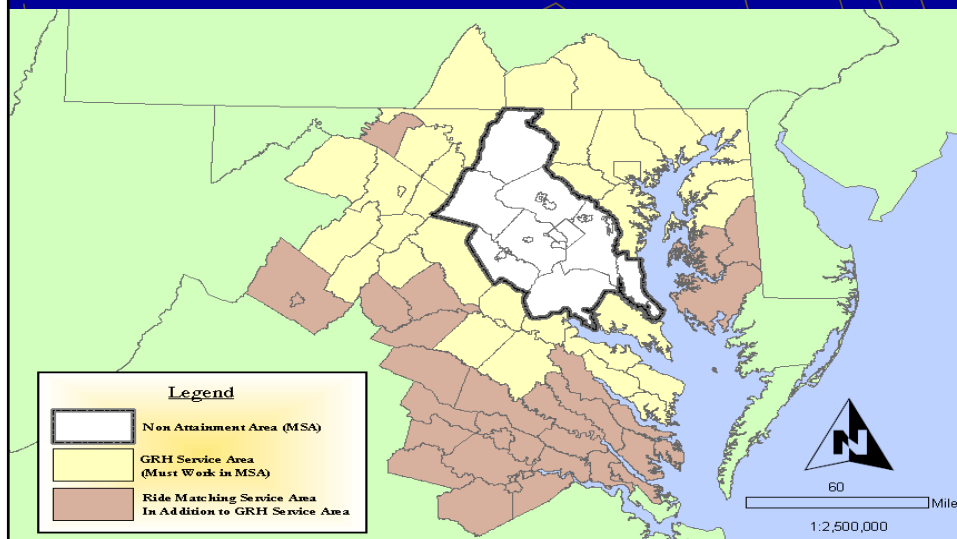 Legend
Non Attainment Area (MSA)
GRH Service Area
(Must Work in MSA)
Ride Matching Service Area
In Addition to GRH Service Area
N
60
Mile
1:2,500,000